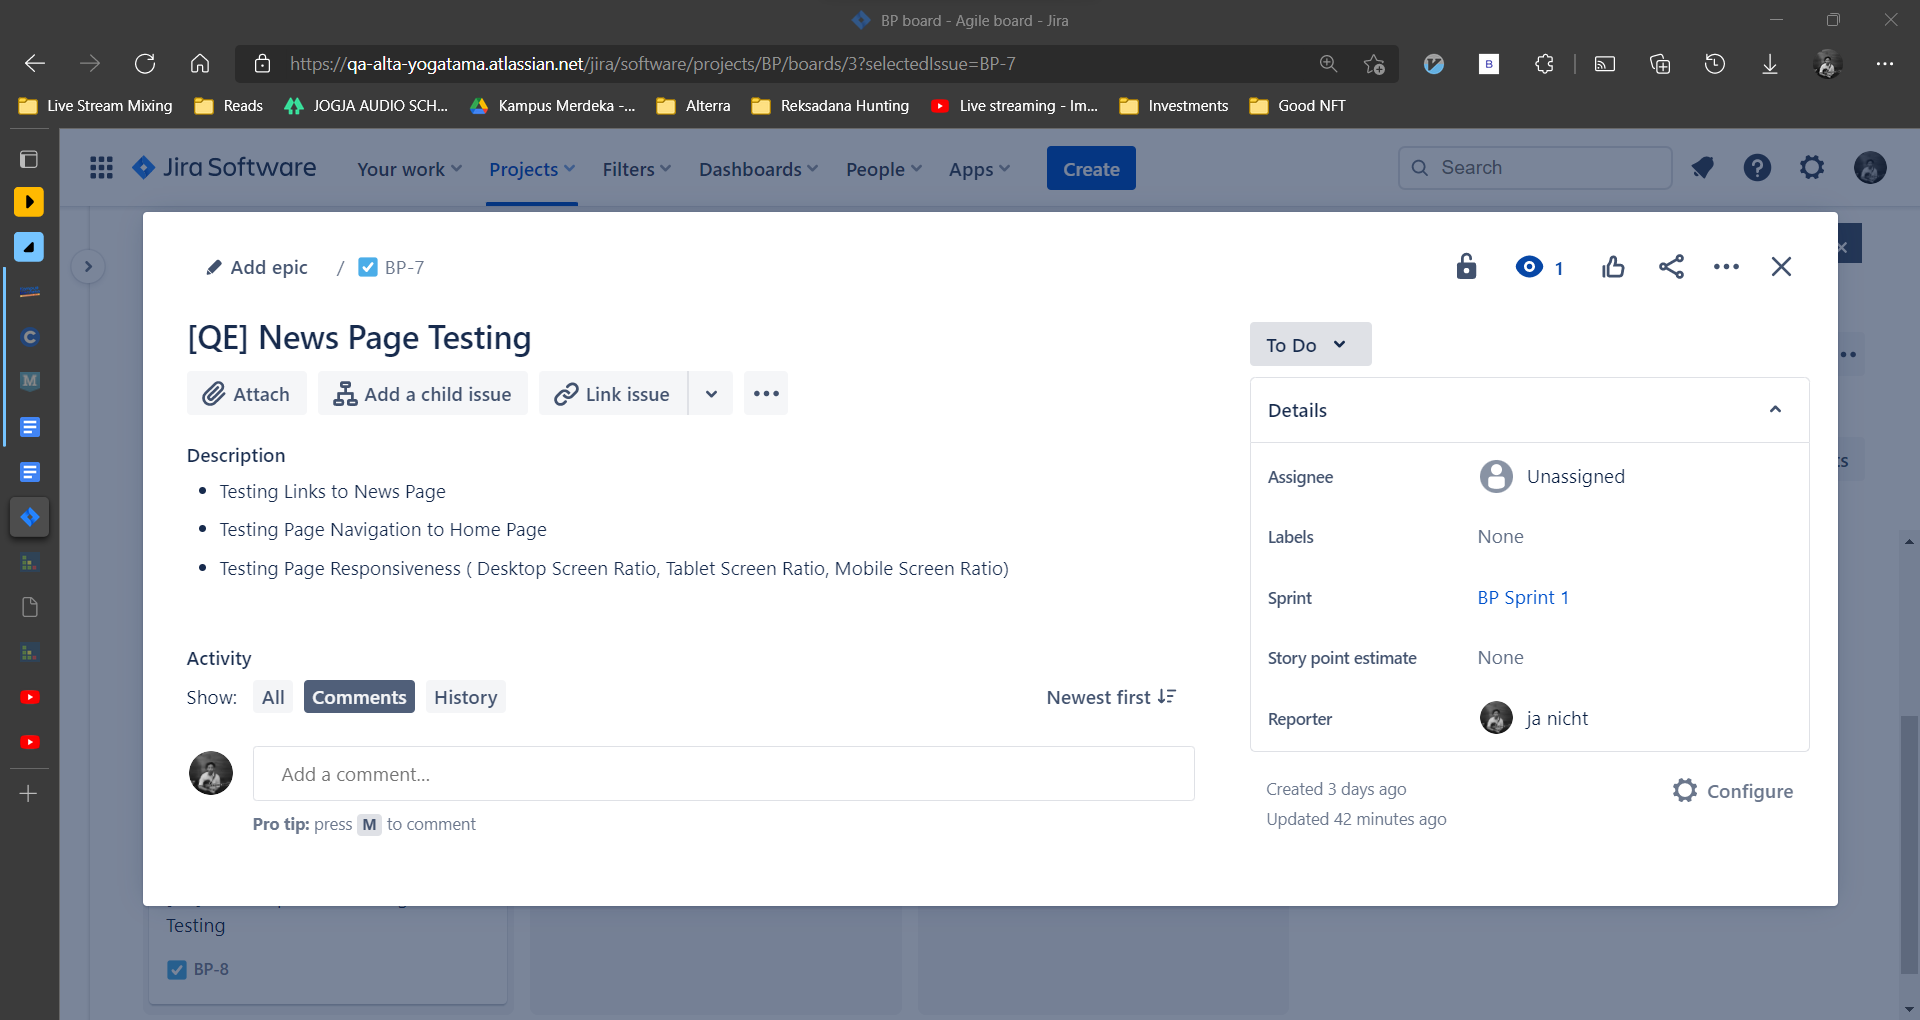 BP board - Agile board - Jira
https://qa-alta-yogatama.atlassian.net/jira/software/projects/BP/boards/3?selectedIssue=BP-7
B
Live Stream Mixing Reads JOGJA AUDIO SCH... Kampus Merdeka -... Alterra Reksadana Hunting Live streaming - Im... Investments Good NFT
Jira Software Your work Projects Filters Dashboards People Apps Create Search
Add epic / BP-7 1
[QE] News Page Testing
To Do
Attach Add a child issue Link issue
Details
Description
Testing Links to News Page
Testing Page Navigation to Home Page
Testing Page Responsiveness ( Desktop Screen Ratio, Tablet Screen Ratio, Mobile Screen Ratio)
Assignee Unassigned
Labels None
Sprint BP Sprint 1
Story point estimate None
Reporter ja nicht
Activity
Show: All Comments History Newest first
Add a comment...
Pro tip: press M to comment
Created 3 days ago
Updated 42 minutes ago
Configure
Testing
BP-8